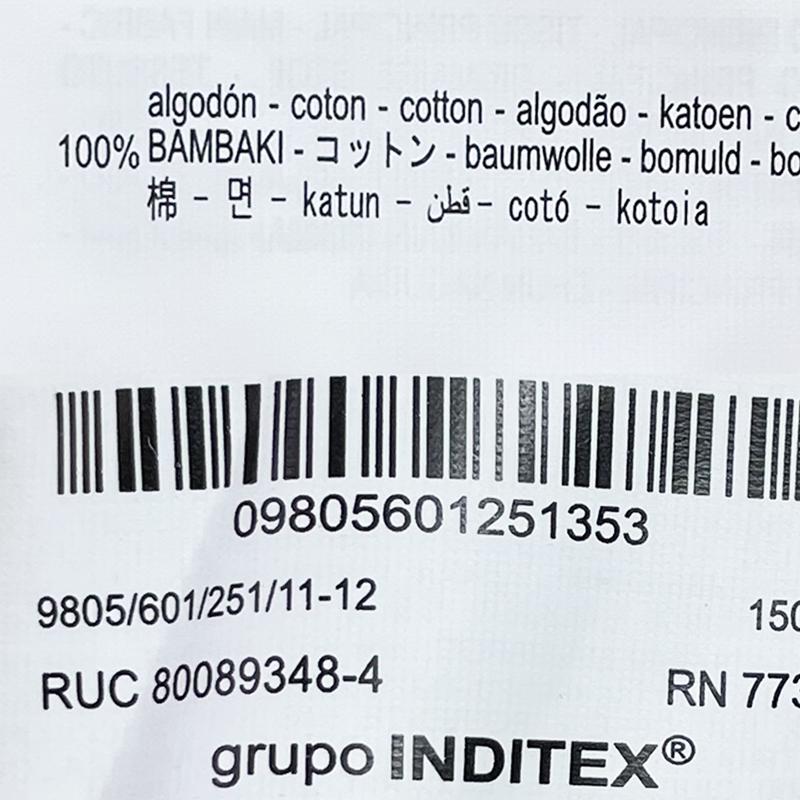 algodón - coton - cotton - algodão - katoen - c
100% BAMBAKI - コットン - baumwolle - bomuld - bo
棉 - 면 - katun - قطن - cotó - kotoia
09805601251353
9805/601/251/11-12
150
RUC 80089348-4
RN 773
grupo INDITEX®